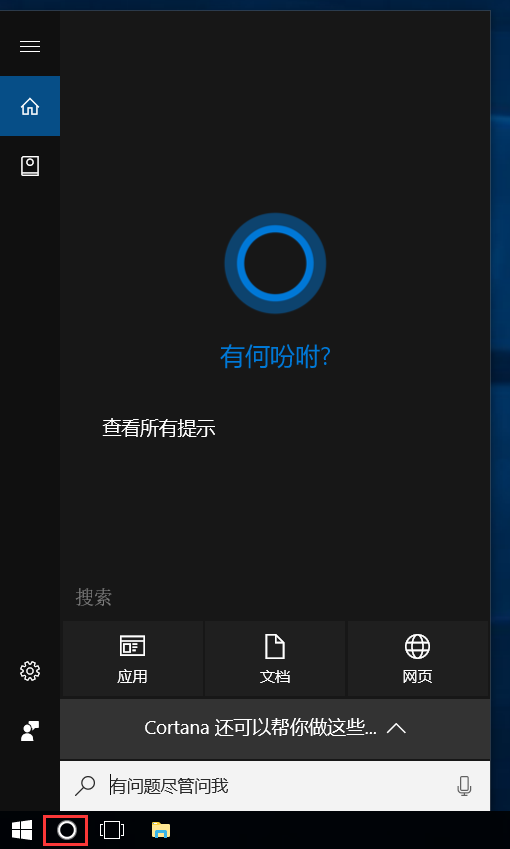 有何吩咐?
查看所有提示
搜索
应用
文档
网页
Cortana 还可以帮你做这些...
有问题尽管问我